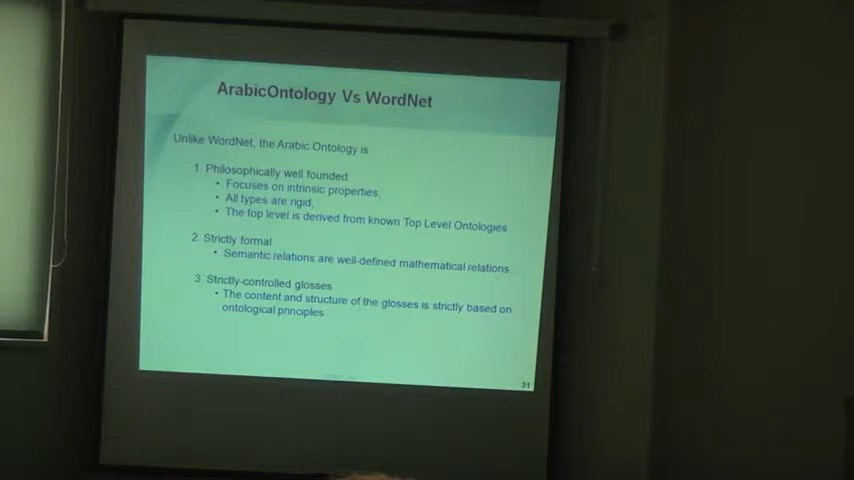 ArabicOntology Vs WordNet
Unlike WordNet, the Arabic Ontology is
1. Philosophically well founded:
• Focuses on intrinsic properties;
• All types are rigid;
• The top level is derived from known Top Level Ontologies
2. Strictly formal
• Semantic relations are well-defined mathematical relations
3. Strictly-controlled glosses
• The content and structure of the glosses is strictly based on
ontological principles
31